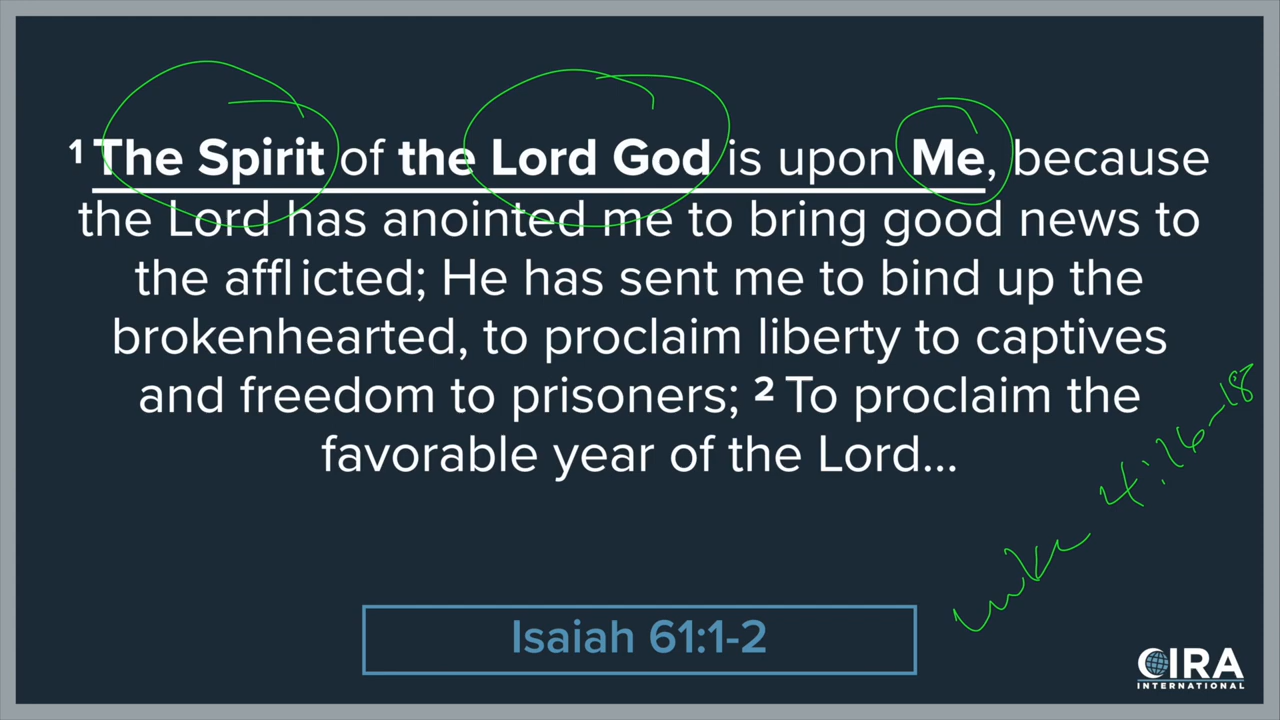 ¹ The Spirit of the Lord God is upon Me, because
the Lord has anointed me to bring good news to
the afflicted; He has sent me to bind up the
brokenhearted, to proclaim liberty to captives
and freedom to prisoners; ² To proclaim the
favorable year of the Lord...
Luke 4:16-18
Isaiah 61:1-2
CIRA
INTERNATIONAL